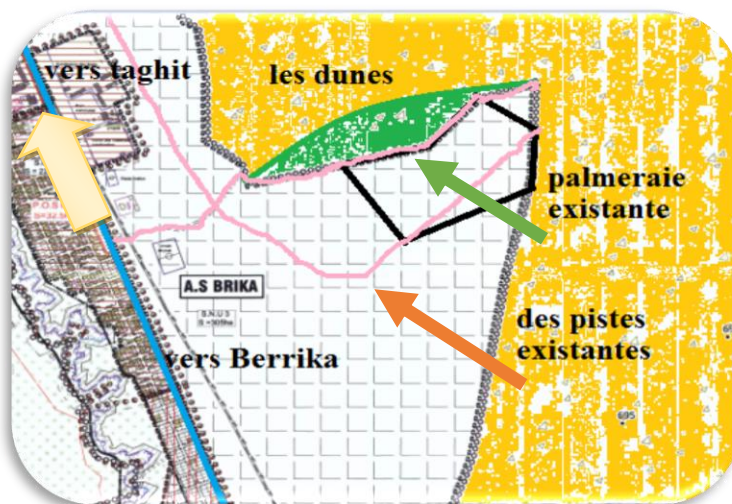 vers taghit
les dunes
palmeraie
existante
A.S BRIKA
des pistes
existantes
vers Berrika
695